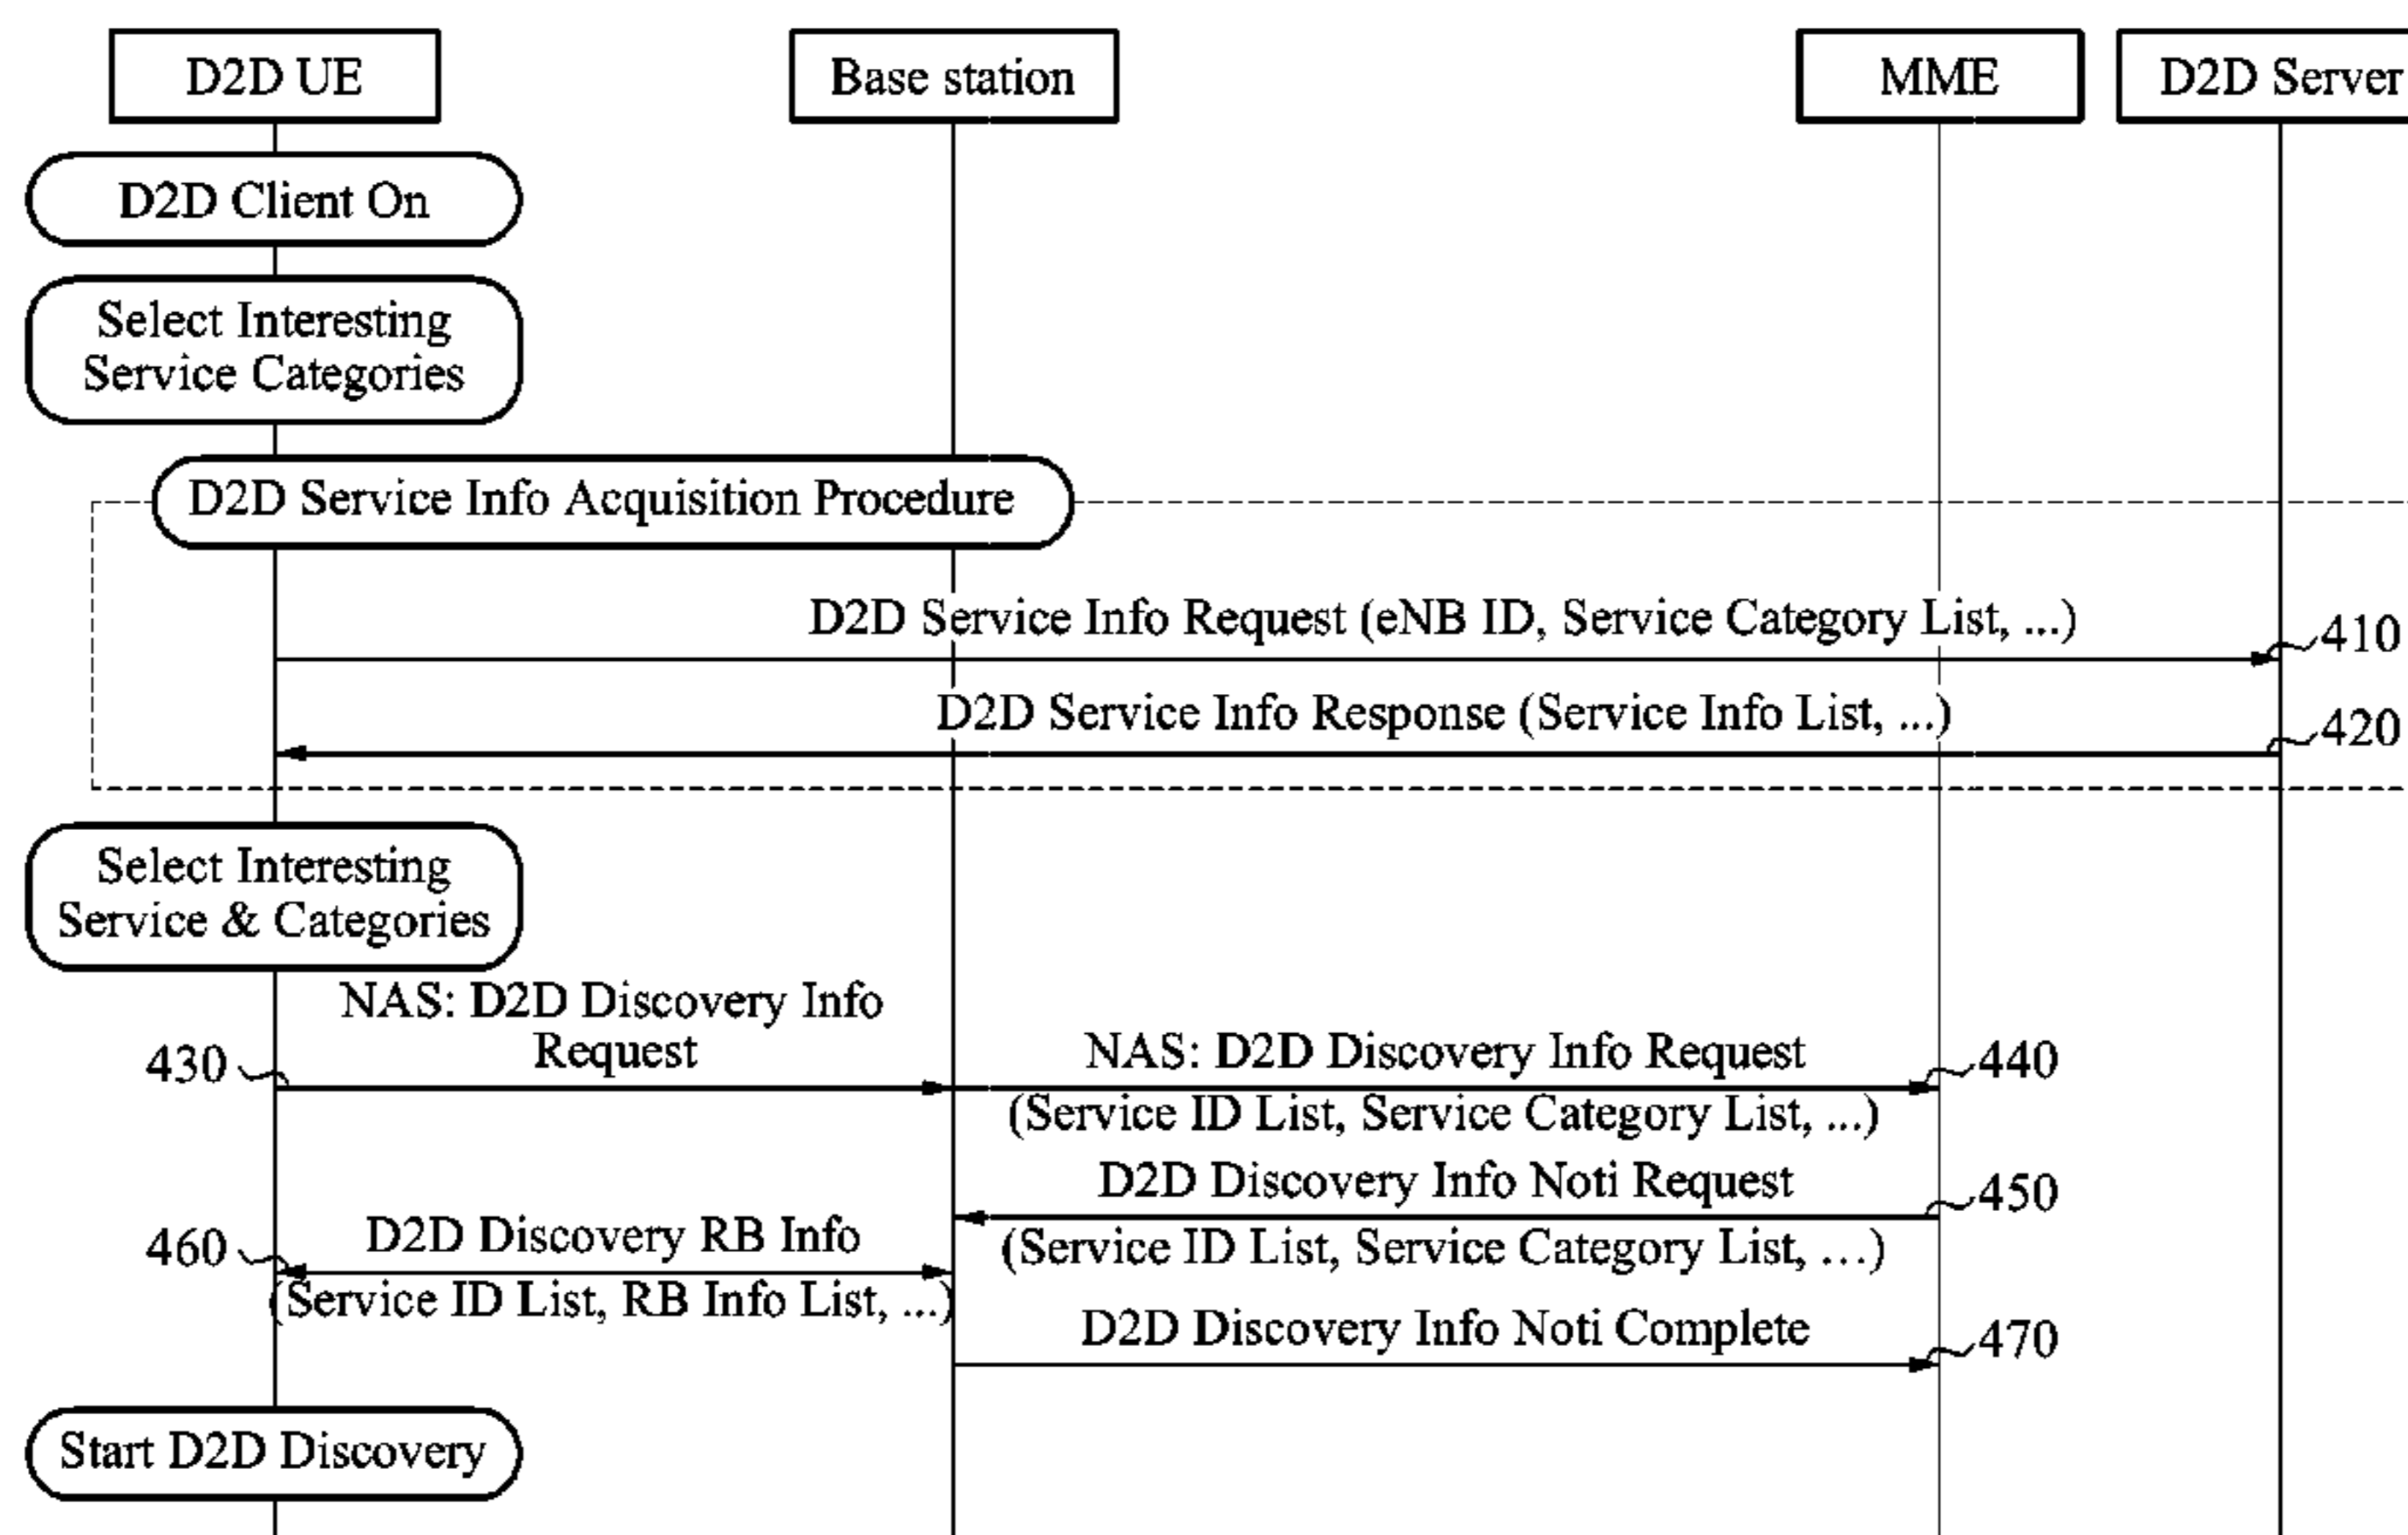 D2D UE
Base station
MME
D2D Server
D2D Client On
Select Interesting
Service Categories
D2D Service Info Acquisition Procedure
D2D Service Info Request (eNB ID, Service Category List, ...)
410
D2D Service Info Response (Service Info List, ...)
420
Select Interesting
Service & Categories
NAS: D2D Discovery Info
Request
430
NAS: D2D Discovery Info Request
440
(Service ID List, Service Category List, ...)
D2D Discovery Info Noti Request
450
(Service ID List, Service Category List, ...)
460
D2D Discovery RB Info
(Service ID List, RB Info List, ...)
D2D Discovery Info Noti Complete
470
Start D2D Discovery